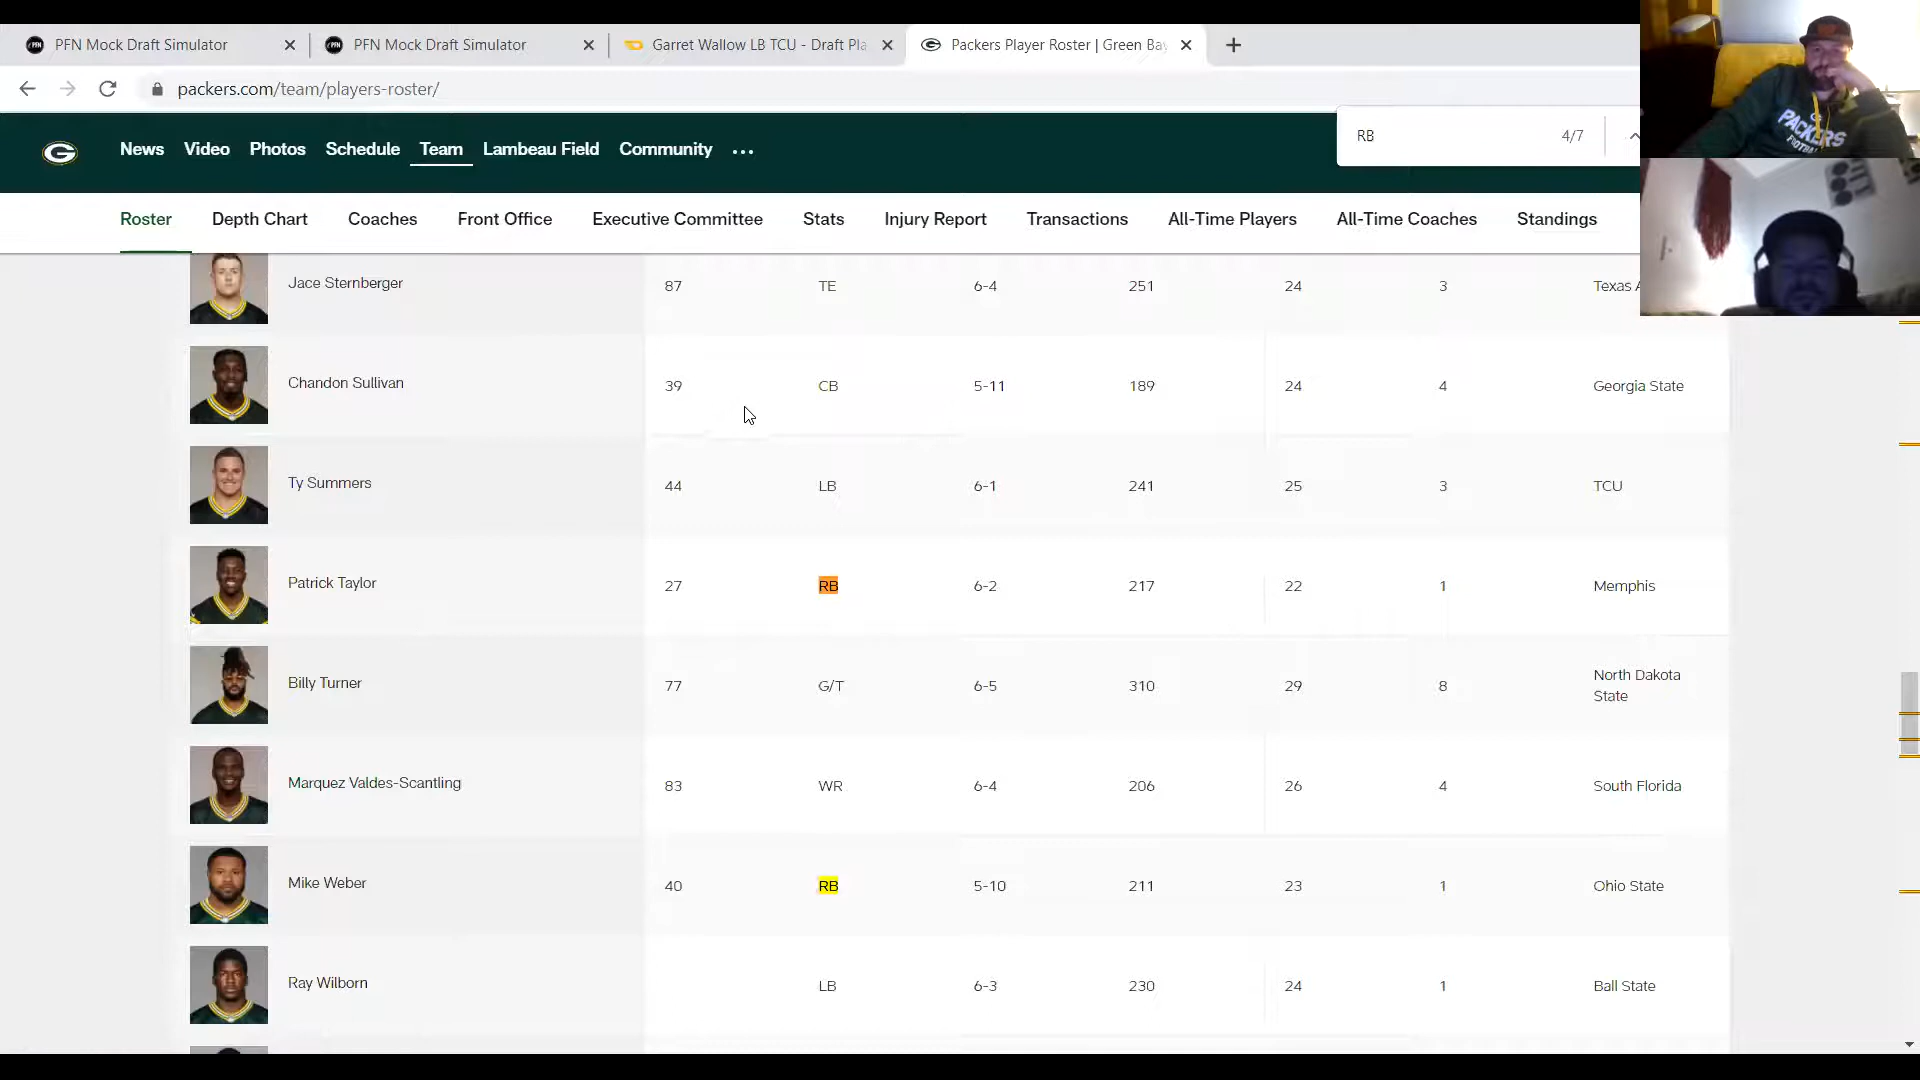 PFN Mock Draft Simulator
PFN Mock Draft Simulator
Garret Wallow LB TCU - Draft Pla
Packers Player Roster | Green Bay
packers.com/team/players-roster/
RB 4/7
PACKERS
News Video Photos Schedule Team Lambeau Field Community ...
Roster Depth Chart Coaches Front Office Executive Committee Stats Injury Report Transactions All-Time Players All-Time Coaches Standings
Jace Sternberger 87 TE 6-4 251 24 3 Texas A
Chandon Sullivan 39 CB 5-11 189 24 4 Georgia State
Ty Summers 44 LB 6-1 241 25 3 TCU
Patrick Taylor 27 RB 6-2 217 22 1 Memphis
Billy Turner 77 G/T 6-5 310 29 8 North Dakota
State
Marquez Valdes-Scantling 83 WR 6-4 206 26 4 South Florida
Mike Weber 40 RB 5-10 211 23 1 Ohio State
Ray Wilborn LB 6-3 230 24 1 Ball State